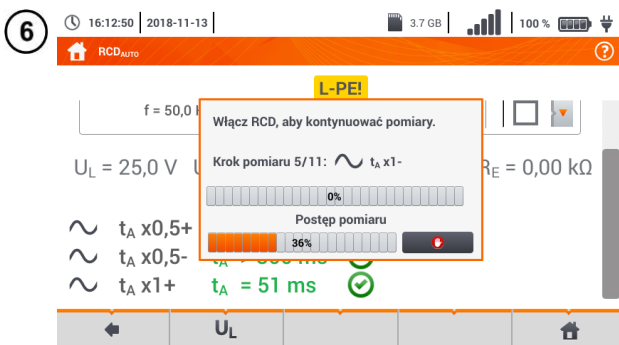 6
16:12:50 2018-11-13 3.7 GB 100 %
RCDAUTO ?
L-PE!
f = 50,0
Włącz RCD, aby kontynuować pomiary.
Krok pomiaru 5/11: tA x1-
UL = 25,0 V RE = 0,00 kΩ
0%
Postęp pomiaru
36%
tA x0,5+
tA x0,5-
tA x1+ tA = 51 ms
UL